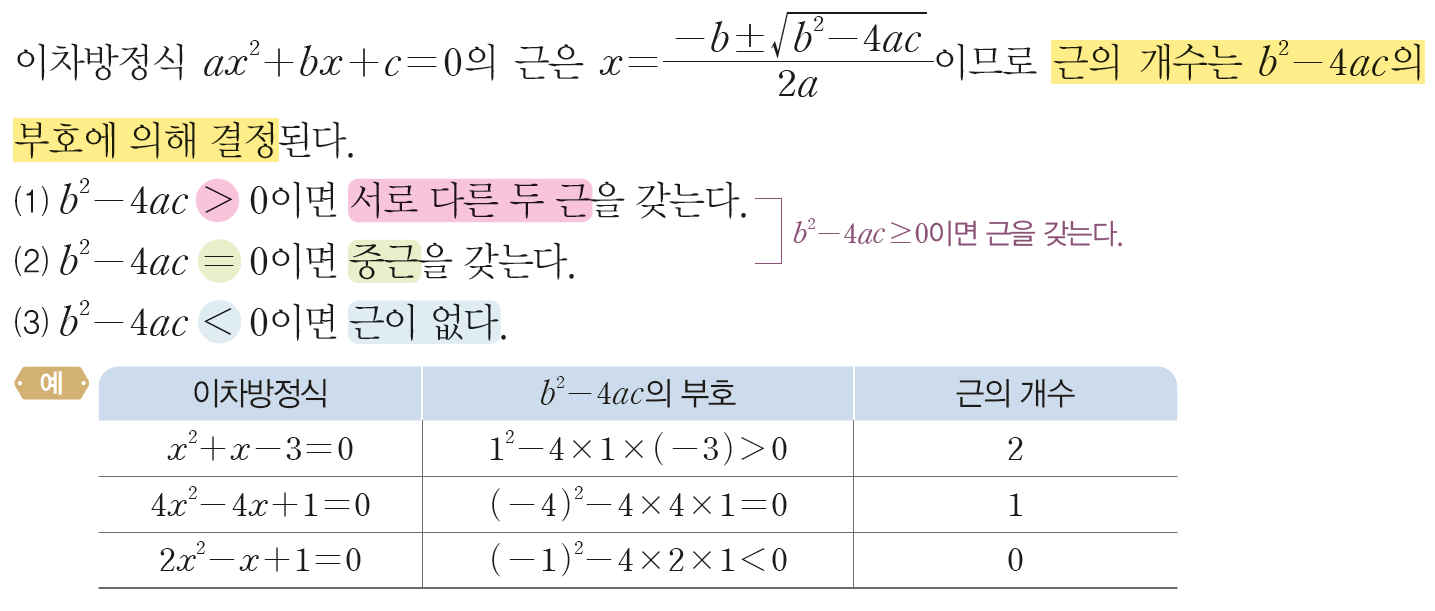 이차방정식 ax²+bx+c=0의 근은 x=(-b±√(b²-4ac))/2a이므로 근의 개수는 b²-4ac의
부호에 의해 결정된다.
(1) b²-4ac > 0이면 서로 다른 두 근을 갖는다.
b²-4ac≥0이면 근을 갖는다.
(2) b²-4ac = 0이면 중근을 갖는다.
(3) b²-4ac < 0이면 근이 없다.
예
이차방정식 b²-4ac의 부호 근의 개수
x²+x-3=0 1²-4×1×(-3)>0 2
4x²-4x+1=0 (-4)²-4×4×1=0 1
2x²-x+1=0 (-1)²-4×2×1<0 0